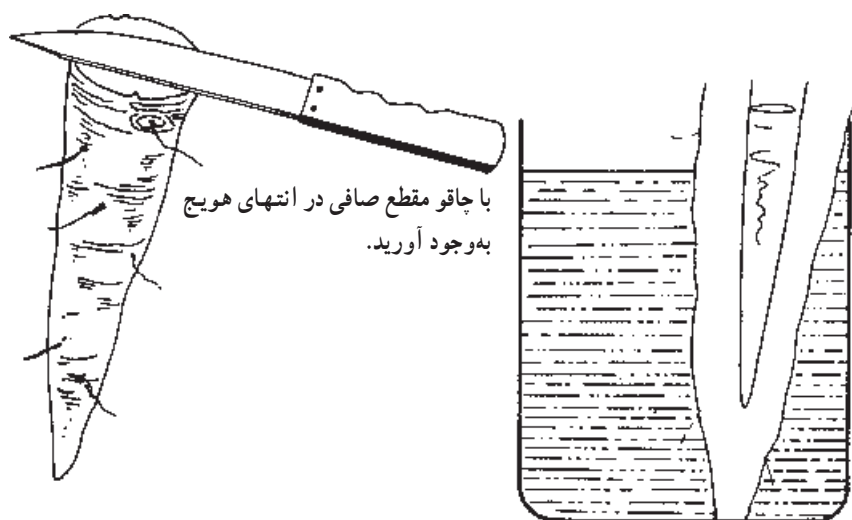 با چاقو مقطع صافی در انتهای هویج
به‌وجود آورید.